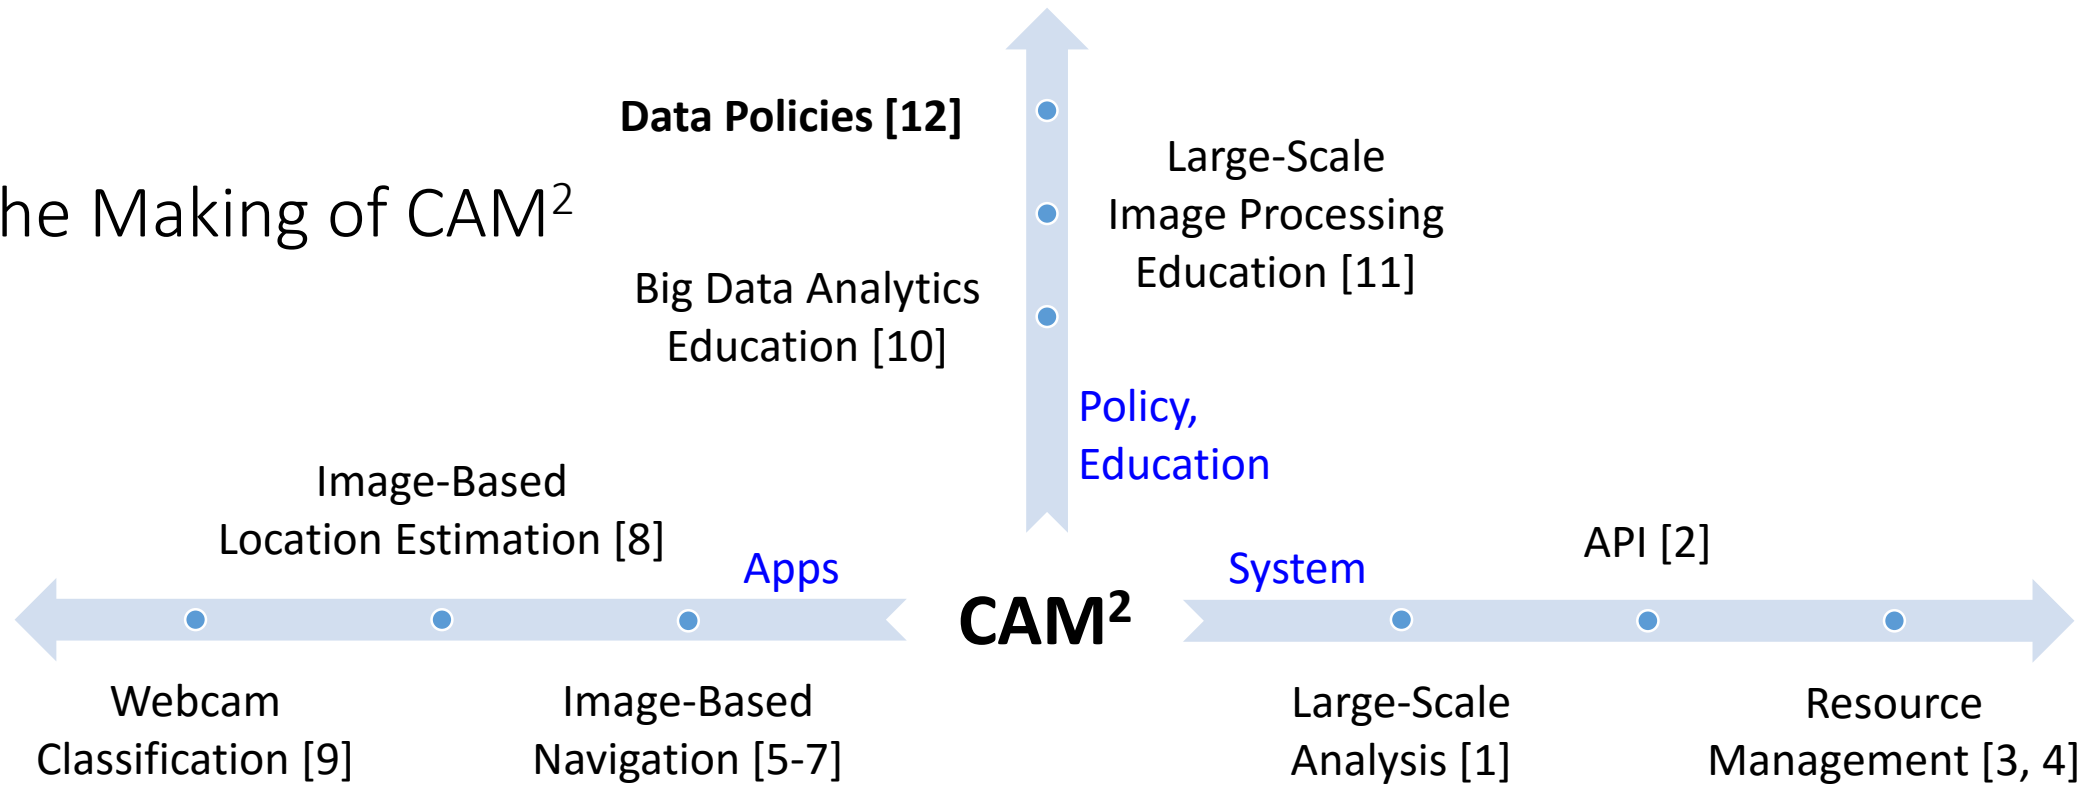 Data Policies [12]
he Making of CAM²
Large-Scale
Image Processing
Education [11]
Big Data Analytics
Education [10]
Policy,
Education
Image-Based
Location Estimation [8]
Apps
System
API [2]
CAM²
Webcam
Classification [9]
Image-Based
Navigation [5-7]
Large-Scale
Analysis [1]
Resource
Management [3, 4]